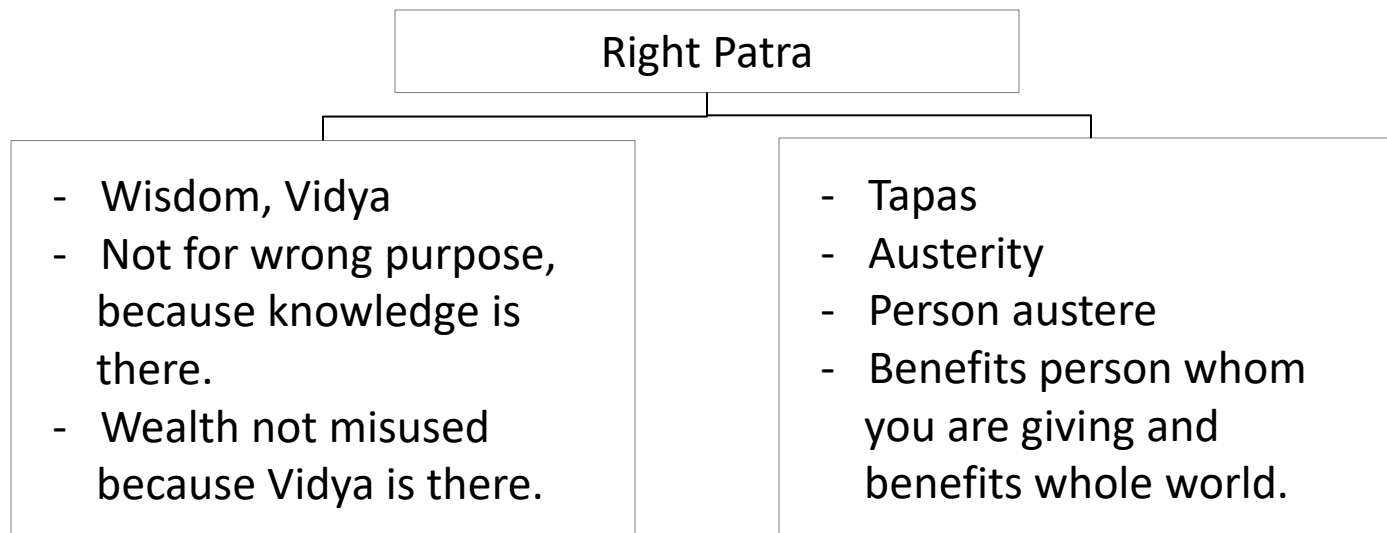 Right Patra
- Wisdom, Vidya
- Not for wrong purpose,
because knowledge is
there.
- Wealth not misused
because Vidya is there.
- Tapas
- Austerity
- Person austere
- Benefits person whom
you are giving and
benefits whole world.